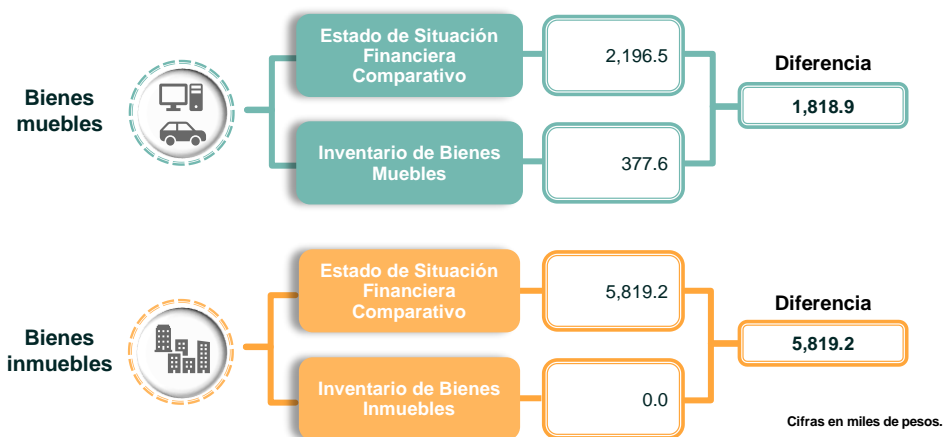 Bienes
muebles
Estado de Situación
Financiera
Comparativo
2,196.5
Inventario de Bienes
Muebles
377.6
Diferencia
1,818.9
Bienes
inmuebles
Estado de Situación
Financiera
Comparativo
5,819.2
Inventario de Bienes
Inmuebles
0.0
Diferencia
5,819.2
Cifras en miles de pesos.